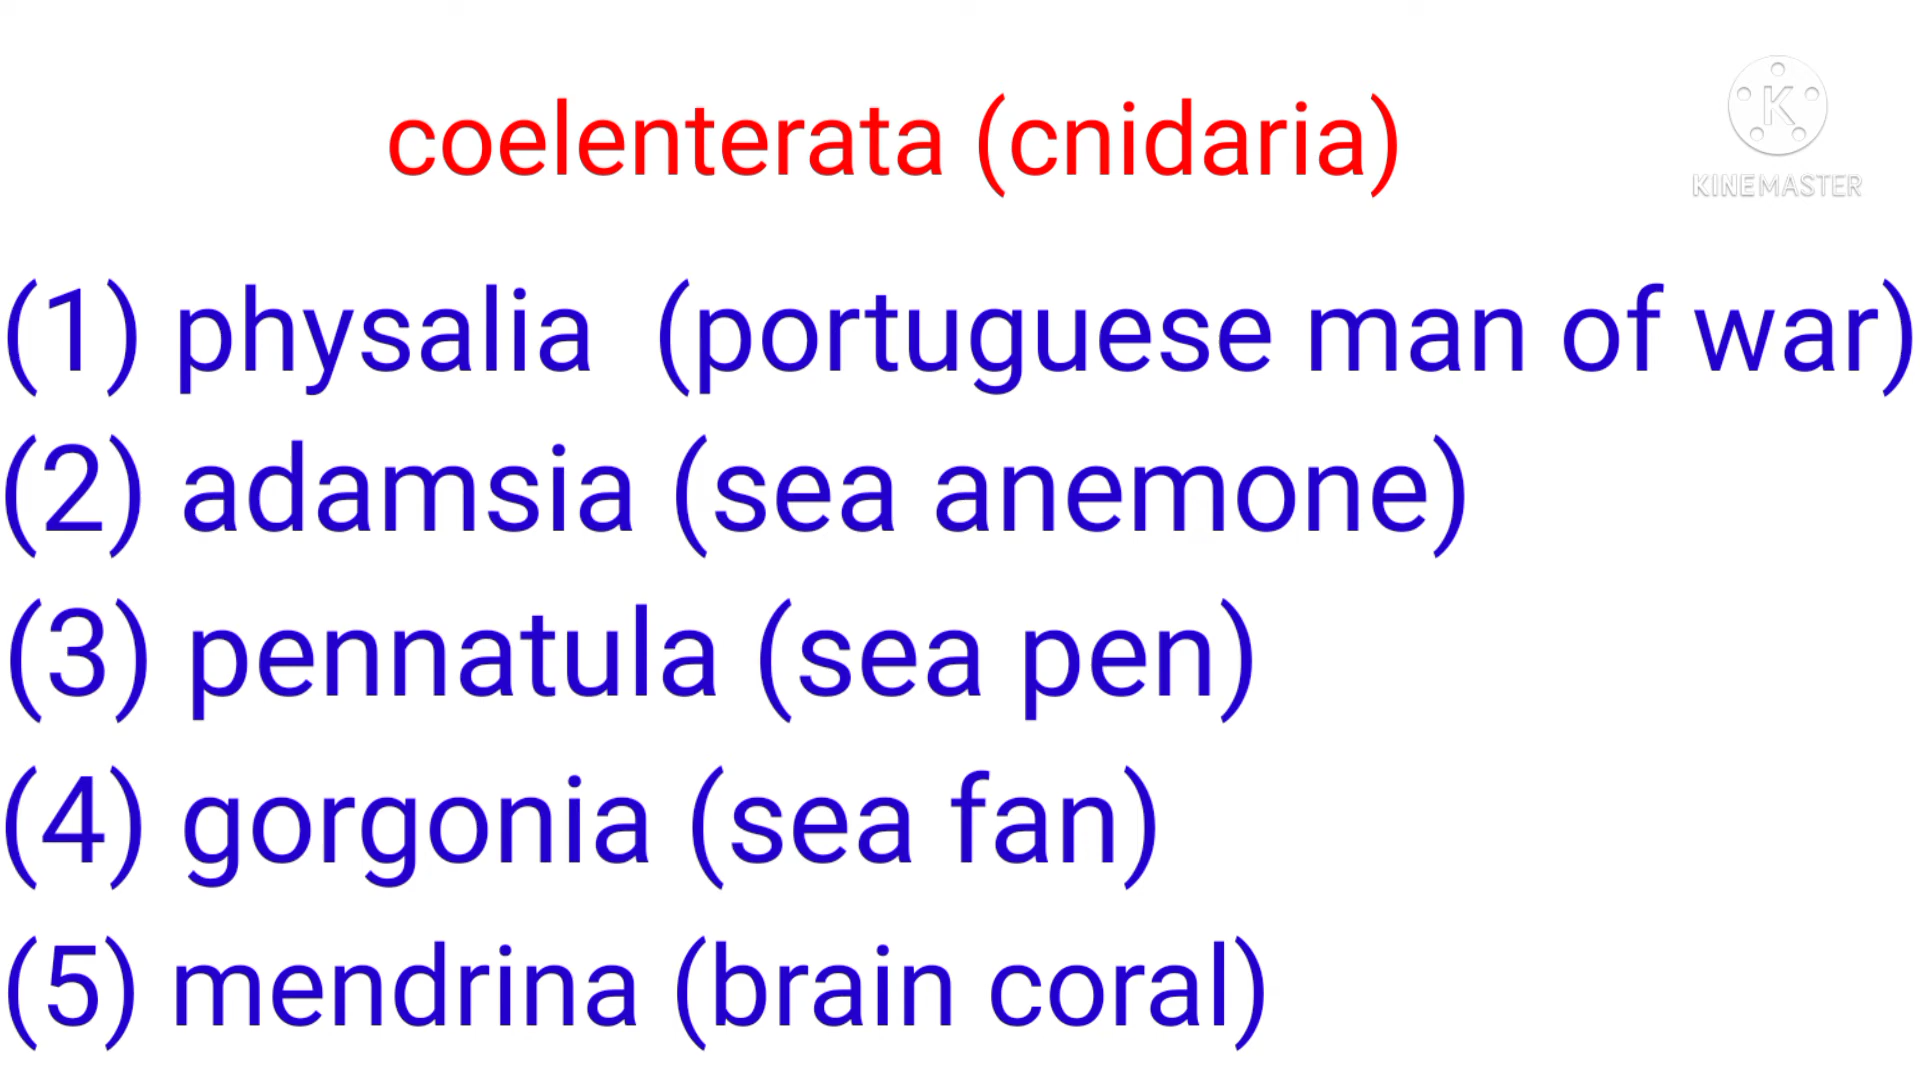 coelenterata (cnidaria)
K
KINEMASTER
(1) physalia (portuguese man of war)
(2) adamsia (sea anemone)
(3) pennatula (sea pen)
(4) gorgonia (sea fan)
(5) mendrina (brain coral)